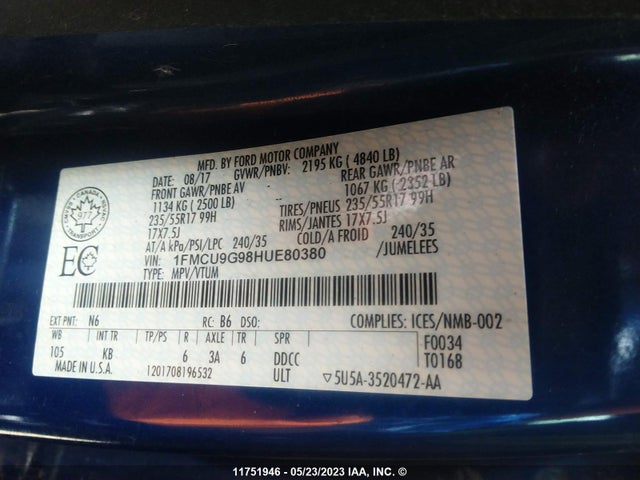 MFD. BY FORD MOTOR COMPANY
DATE: 08/17 GVWR/PNBV: 2195 KG ( 4840 LB)
FRONT GAWR/PNBE AV REAR GAWR/PNBE AR
1134 KG ( 2500 LB) 1067 KG ( 2352 LB)
235/55R17 99H TIRES/PNEUS 235/55R17 99H
17X7.5J RIMS/JANTES 17X7.5J
AT/A kPa/PSI/LPC 240/35 COLD/A FROID 240/35
VIN: 1FMCU9G98HUE80380 /JUMELEES
TYPE: MPV/VTUM
CANADA
977
EC
EXT PNT: N6 RC: B6 DSO: COMPLIES: ICES/NMB-002
WB INT TR TP/PS R AXLE TR SPR F0034
105 KB 6 3A 6 DDCC T0168
MADE IN U.S.A. 1201708196532 ULT ▽5U5A-3520472-AA
11751946 - 05/23/2023 IAA, INC. ©